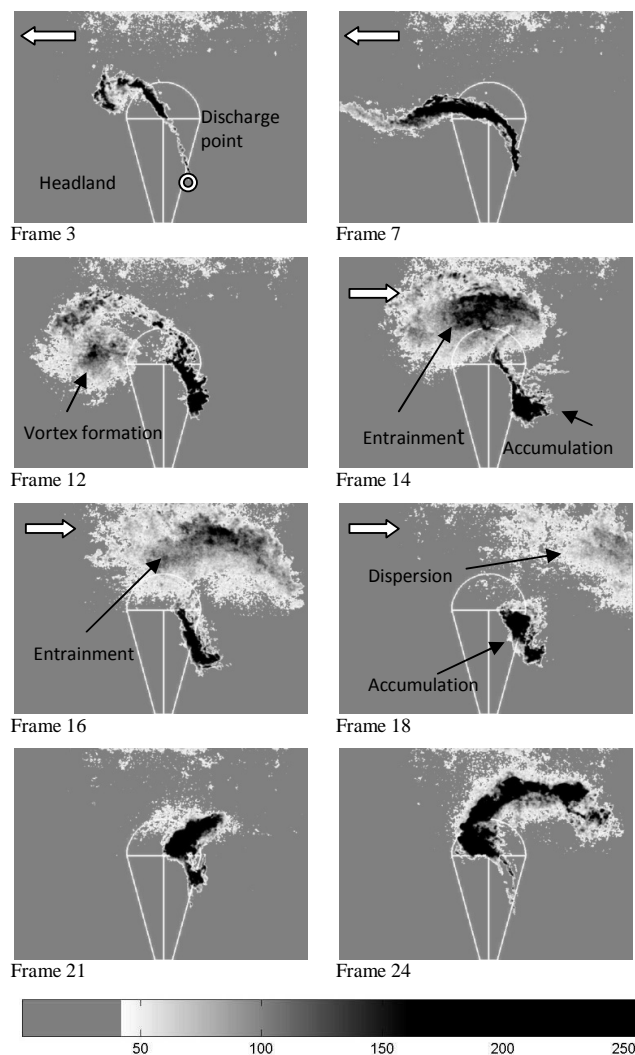 Discharge
point
Headland
Frame 3
Frame 7
Vortex formation
Frame 12
Entrainment
Accumulation
Frame 14
Entrainment
Frame 16
Dispersion
Accumulation
Frame 18
Frame 21
Frame 24
50 100 150 200 250